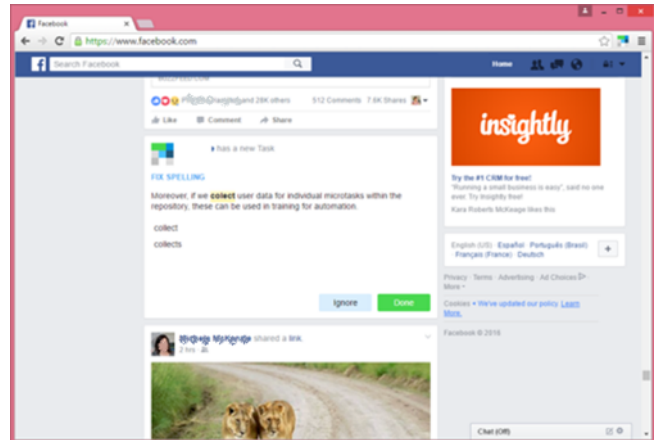 Facebook
https://www.facebook.com
Search Facebook
Home
and 28K others 512 Comments 7.6K Shares
Like Comment Share
has a new Task
FIX SPELLING
Moreover, if we colect user data for individual microtasks within the
repository, these can be used in training for automation.
collect
collects
Ignore Done
shared a link.
2 hrs
insightly
Try the #1 CRM for free!
"Running a small business is easy", said no one
ever. Try Insightly free!
Kara Roberts McKeage likes this.
English (US) · Español · Português (Brasil)
· Français (France) · Deutsch
+
Privacy · Terms · Advertising · Ad Choices
More
Cookies • We've updated our policy. Learn
More.
Facebook © 2016
Chat (Off)